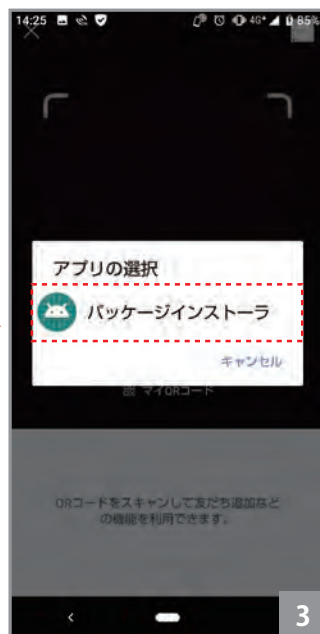 14:25
4G+
85%
アプリの選択
パッケージインストーラ
キャンセル
マイQRコード
QRコードをスキャンして友だち追加など
の機能を利用できます。
3